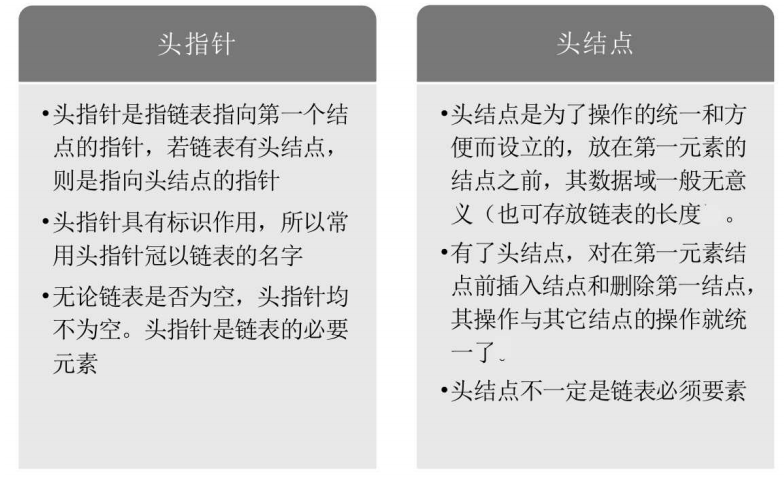 头指针
•头指针是指链表指向第一个结
点的指针，若链表有头结点，
则是指向头结点的指针
•头指针具有标识作用，所以常
用头指针冠以链表的名字
•无论链表是否为空，头指针均
不为空。头指针是链表的必要
元素
头结点
•头结点是为了操作的统一和方
便而设立的，放在第一元素的
结点之前，其数据域一般无意
义（也可存放链表的长度 。
•有了头结点，对在第一元素结
点前插入结点和删除第一结点，
其操作与其它结点的操作就统
一了。
•头结点不一定是链表必须要素